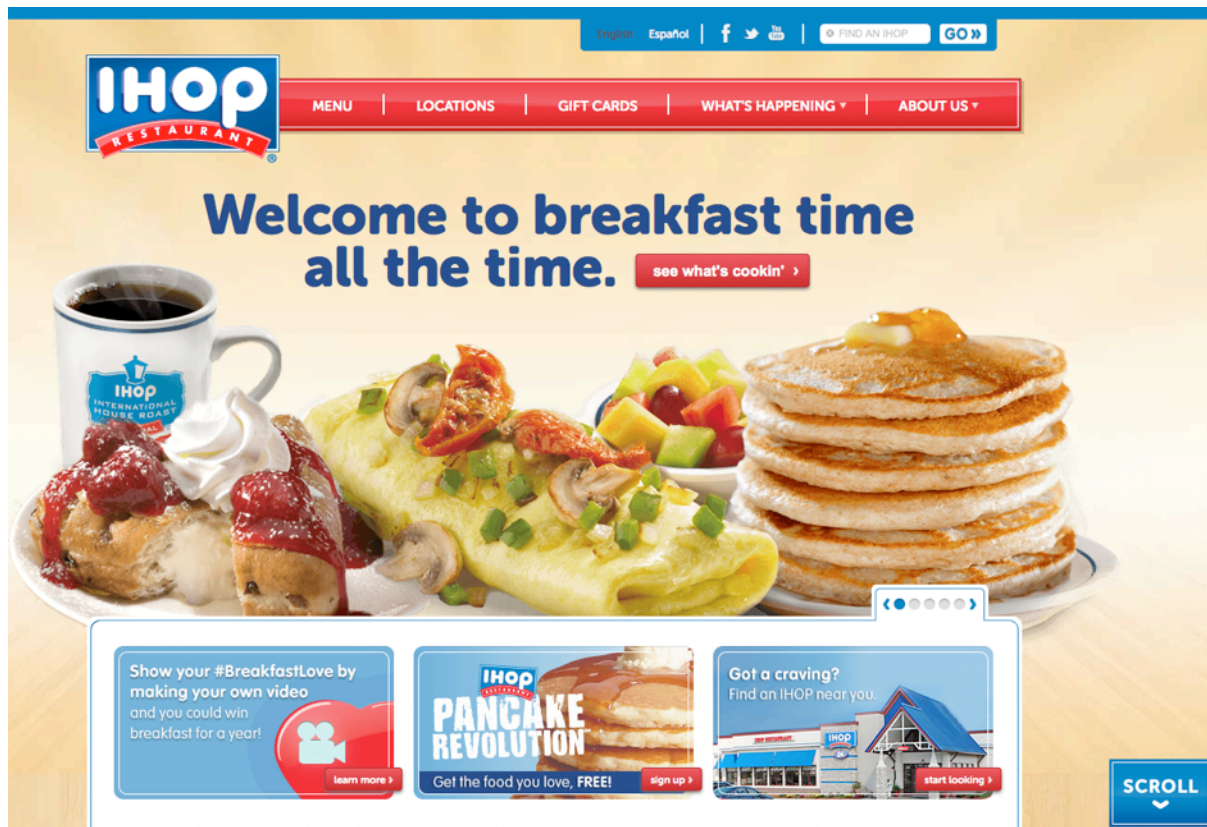 English Español
FIND AN IHOP GO
IHOP
RESTAURANT
MENU LOCATIONS GIFT CARDS WHAT'S HAPPENING ABOUT US
Welcome to breakfast time
all the time.
see what's cookin'
IHOP
INTERNATIONAL
HOUSE ROAST
Show your #BreakfastLove by
making your own video
and you could win
breakfast for a year!
learn more
IHOP
RESTAURANT
PANCAKE
REVOLUTION
Get the food you love, FREE!
sign up
Got a craving?
Find an IHOP near you.
IHOP
start looking
SCROLL